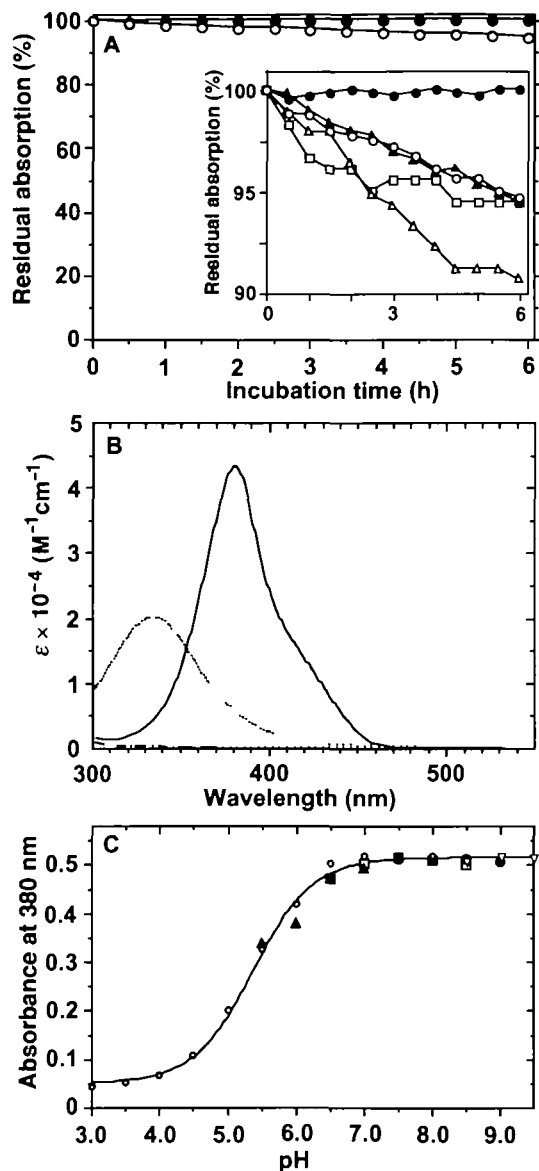 A
Residual absorption (%)
100
80
60
40
20
0
Residual absorption (%)
100
95
90
0 3 6
0 1 2 3 4 5 6
Incubation time (h)
B
ε × 10⁻⁴ (M⁻¹cm⁻¹)
5
4
3
2
1
0
300 400 500
Wavelength (nm)
C
Absorbance at 380 nm
0.5
0.4
0.3
0.2
0.1
0
3.0 4.0 5.0 6.0 7.0 8.0 9.0
pH